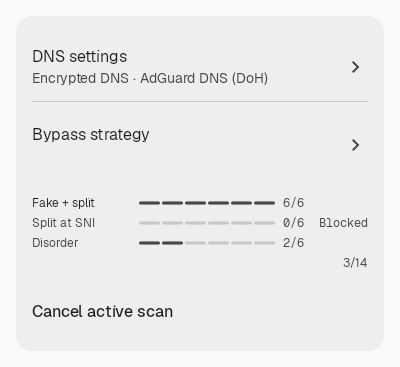 DNS settings
Encrypted DNS · AdGuard DNS (DoH)
Bypass strategy
Fake + split 6/6
Split at SNI 0/6 Blocked
Disorder 2/6
3/14
Cancel active scan